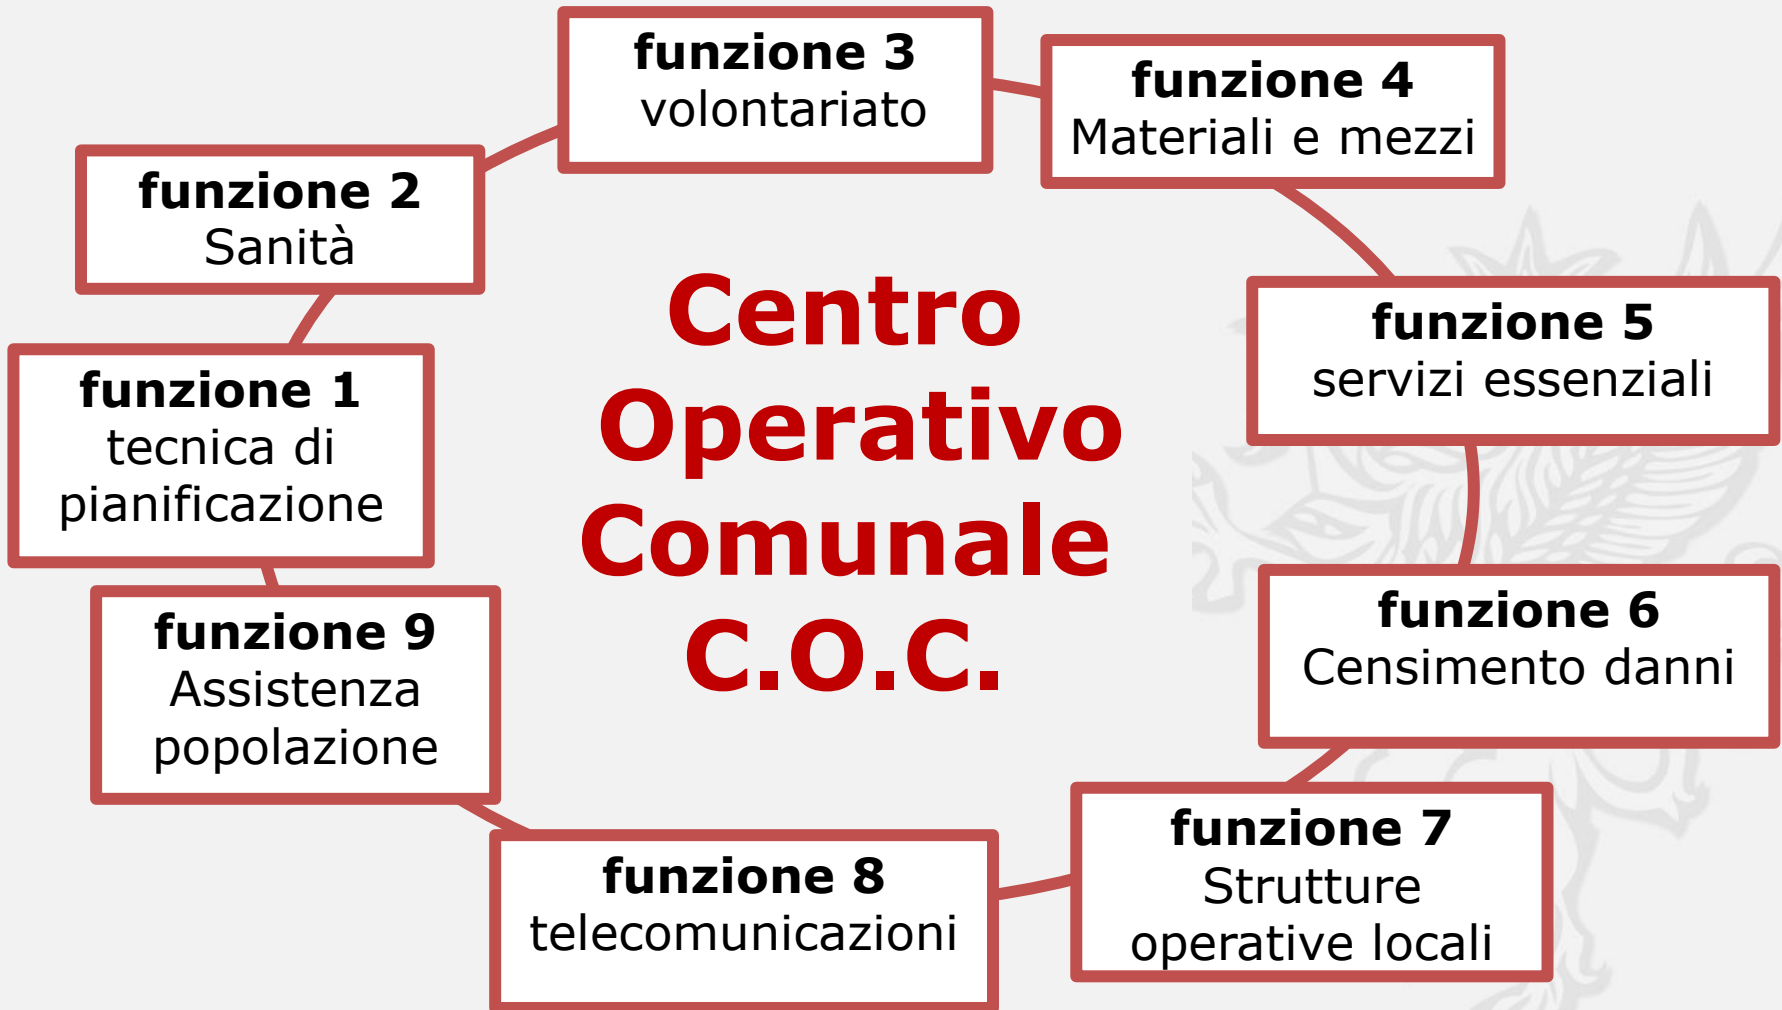 funzione 3
volontariato
funzione 4
Materiali e mezzi
funzione 2
Sanità
Centro
Operativo
Comunale
C.O.C.
funzione 5
servizi essenziali
funzione 1
tecnica di
pianificazione
funzione 6
Censimento danni
funzione 9
Assistenza
popolazione
funzione 7
Strutture
operative locali
funzione 8
telecomunicazioni